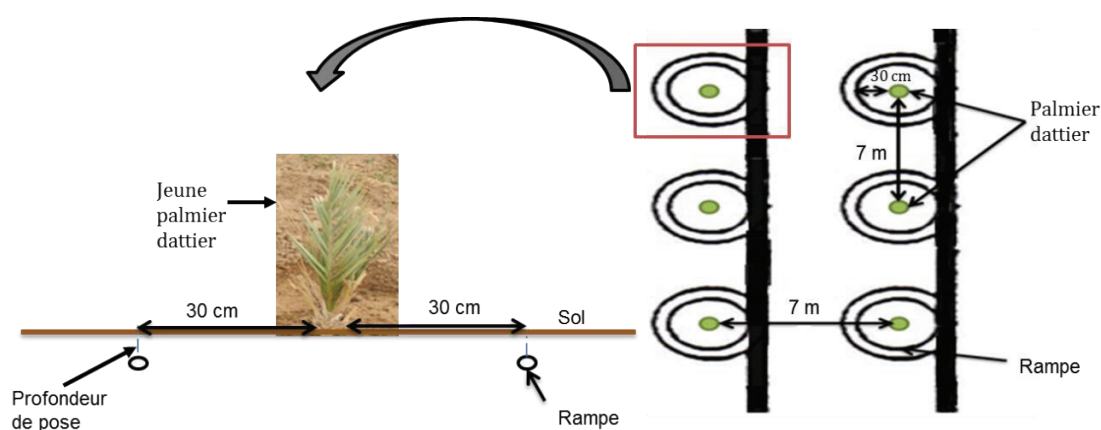 Jeune
palmier
dattier
30 cm
30 cm
Sol
Profondeur
de pose
Rampe
30 cm
Palmier
dattier
7 m
7 m
Rampe